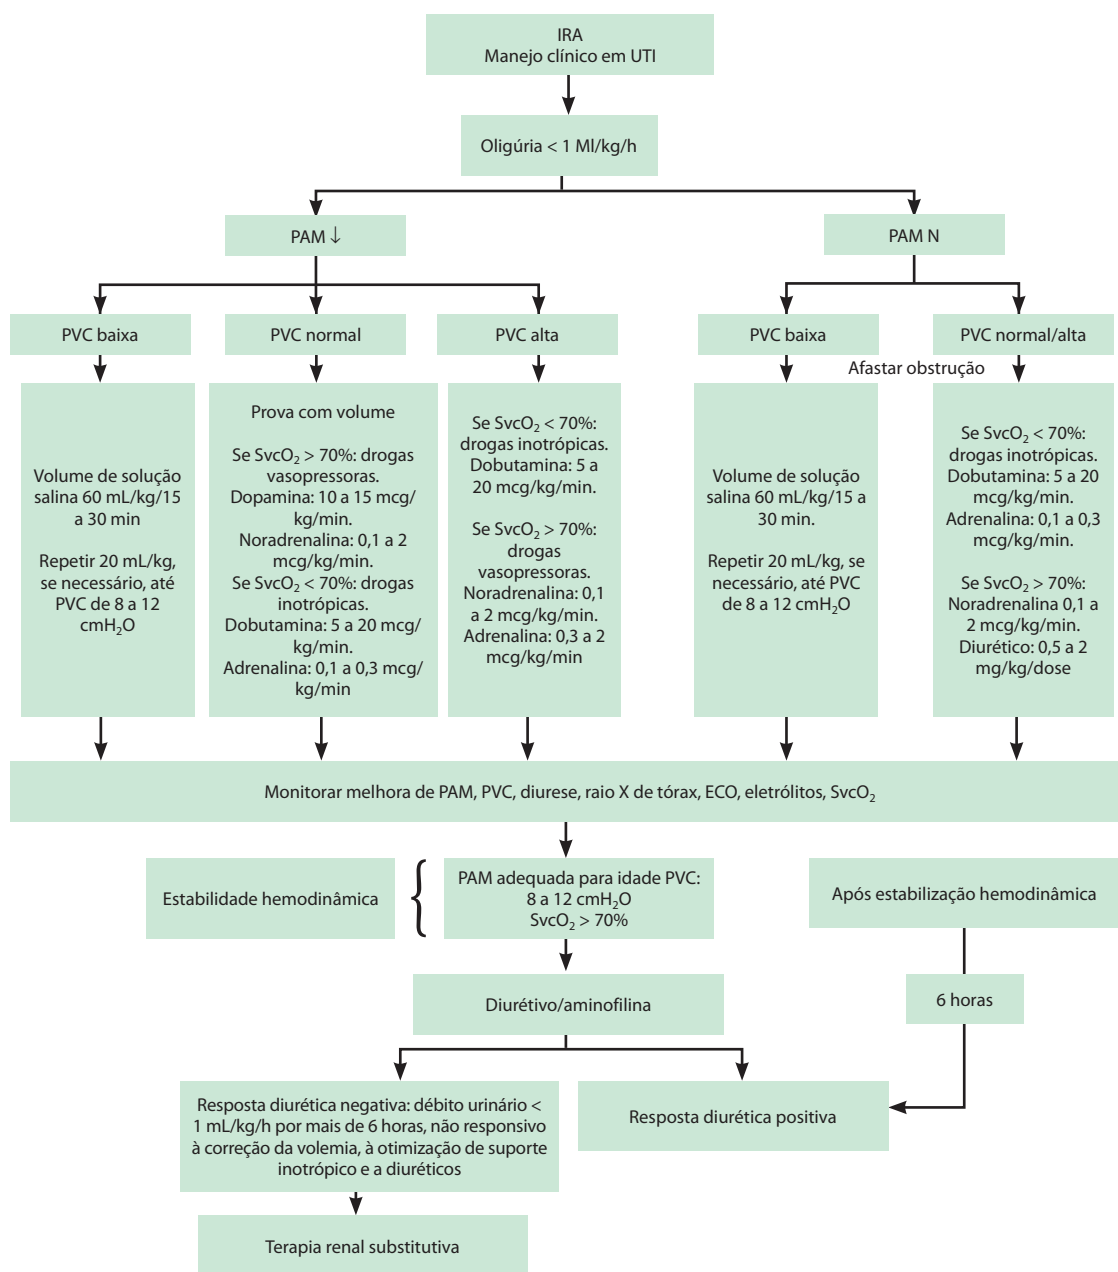 IRA
Manejo clínico em UTI
Oligúria < 1 Ml/kg/h
PAM ↓
PAM N
PVC baixa
PVC normal
PVC alta
PVC baixa
PVC normal/alta
Afastar obstrução
Volume de solução
salina 60 mL/kg/15
a 30 min
Repetir 20 mL/kg,
se necessário, até
PVC de 8 a 12
cmH₂O
Prova com volume
Se SvcO₂ > 70%: drogas
vasopressoras.
Dopamina: 10 a 15 mcg/
kg/min.
Noradrenalina: 0,1 a 2
mcg/kg/min.
Se SvcO₂ < 70%: drogas
inotrópicas.
Dobutamina: 5 a 20 mcg/
kg/min.
Adrenalina: 0,1 a 0,3 mcg/
kg/min
Se SvcO₂ < 70%:
drogas inotrópicas.
Dobutamina: 5 a
20 mcg/kg/min.
Se SvcO₂ > 70%:
drogas
vasopressoras.
Noradrenalina: 0,1
a 2 mcg/kg/min.
Adrenalina: 0,3 a 2
mcg/kg/min
Volume de solução
salina 60 mL/kg/15 a
30 min.
Repetir 20 mL/kg, se
necessário, até PVC
de 8 a 12 cmH₂O
Se SvcO₂ < 70%:
drogas inotrópicas.
Dobutamina: 5 a 20
mcg/kg/min.
Adrenalina: 0,1 a 0,3
mcg/kg/min.
Se SvcO₂ > 70%:
Noradrenalina 0,1 a
2 mcg/kg/min.
Diurético: 0,5 a 2
mg/kg/dose
Monitorar melhora de PAM, PVC, diurese, raio X de tórax, ECO, eletrólitos, SvcO₂
Estabilidade hemodinâmica
PAM adequada para idade PVC:
8 a 12 cmH₂O
SvcO₂ > 70%
Após estabilização hemodinâmica
Diurétivo/aminofilina
6 horas
Resposta diurética negativa: débito urinário <
1 mL/kg/h por mais de 6 horas, não responsivo
à correção da volemia, à otimização de suporte
inotrópico e a diuréticos
Resposta diurética positiva
Terapia renal substitutiva